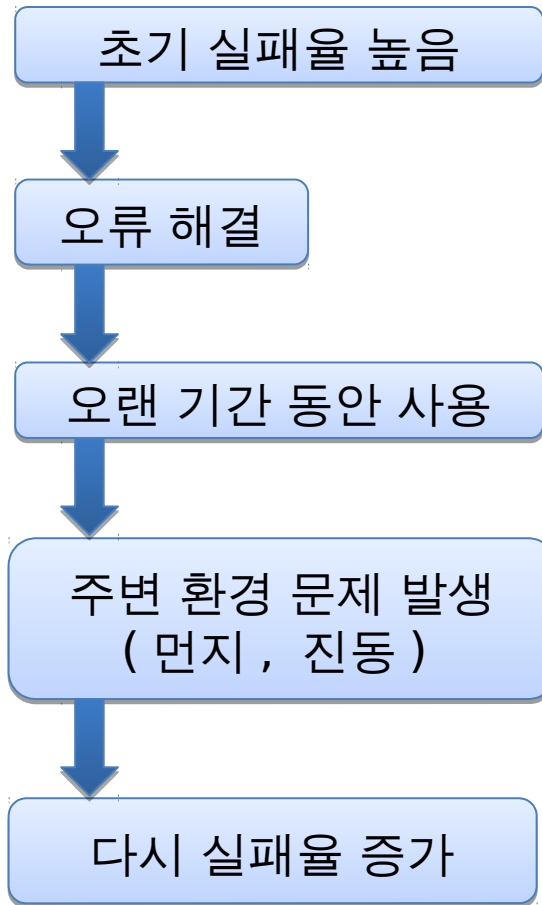 초기 실패율 높음
오류 해결
오랜 기간 동안 사용
주변 환경 문제 발생
( 먼지 , 진동 )
다시 실패율 증가